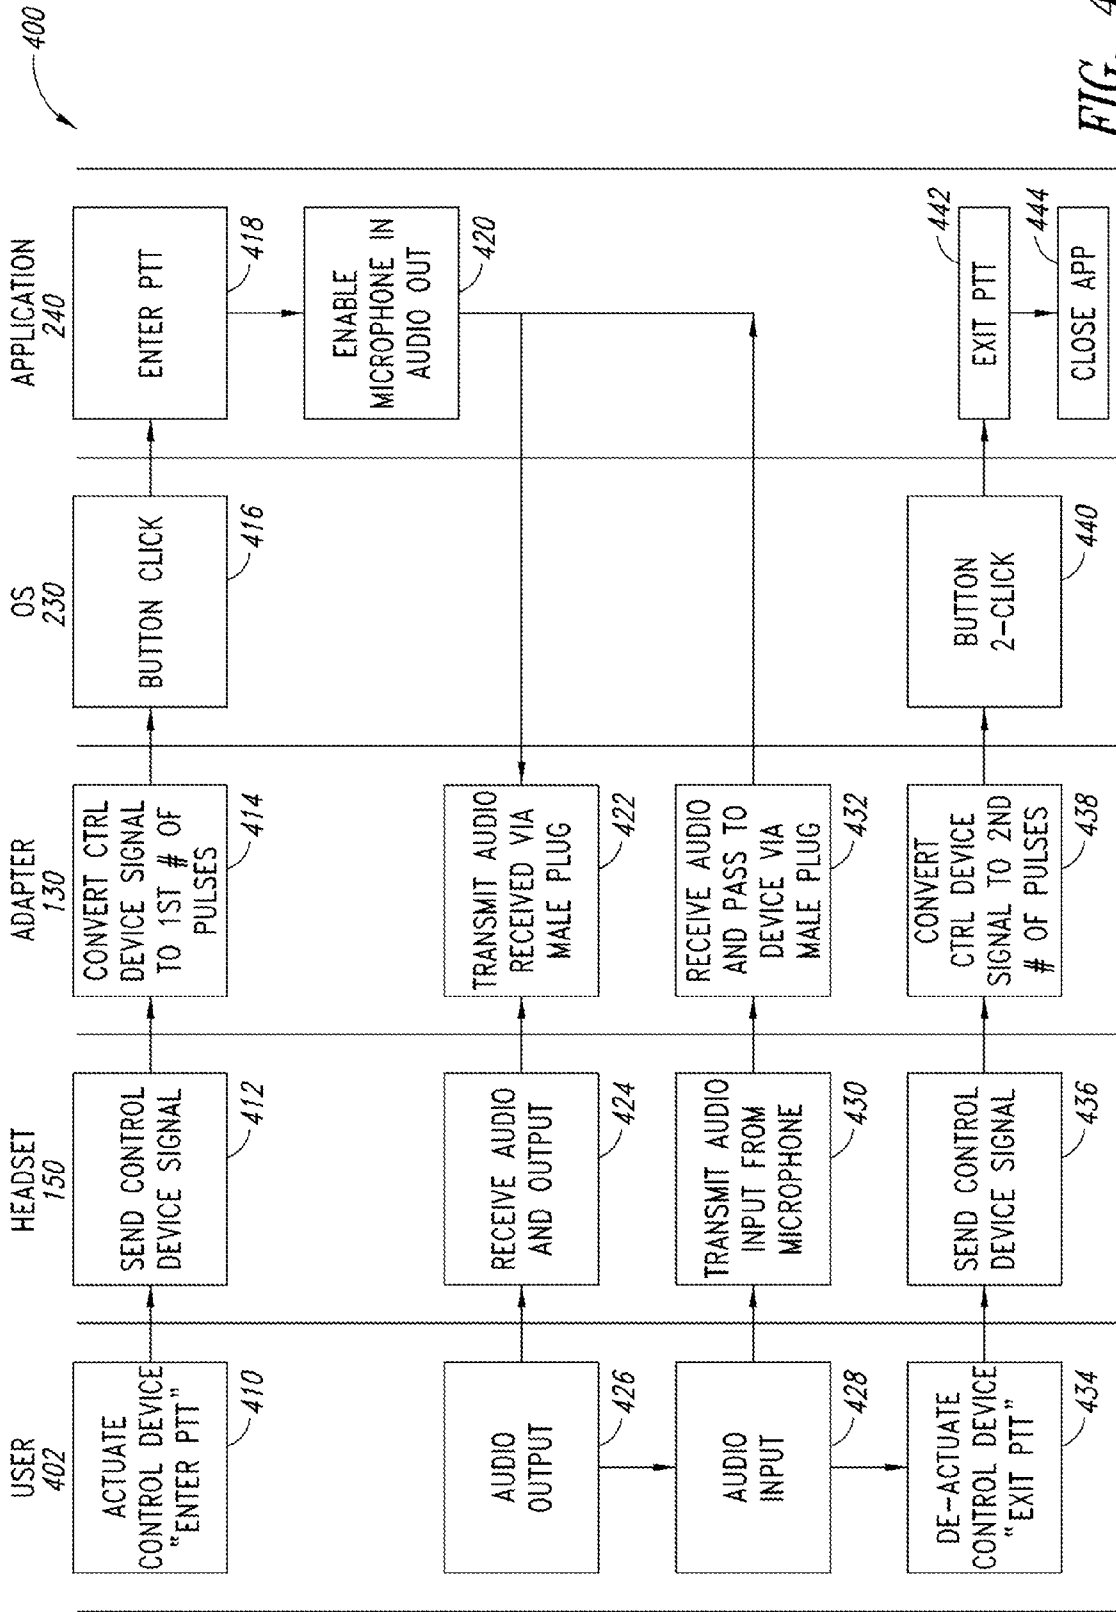 400
USER
402
HEADSET
150
ADAPTER
130
OS
230
APPLICATION
240
ACTUATE
CONTROL DEVICE
"ENTER PTT"
410
SEND CONTROL
DEVICE SIGNAL
412
CONVERT CTRL
DEVICE SIGNAL
TO 1ST # OF
PULSES
414
BUTTON CLICK
416
ENTER PTT
418
ENABLE
MICROPHONE IN
AUDIO OUT
420
AUDIO
OUTPUT
426
RECEIVE AUDIO
AND OUTPUT
424
TRANSMIT AUDIO
RECEIVED VIA
MALE PLUG
422
AUDIO
INPUT
428
TRANSMIT AUDIO
INPUT FROM
MICROPHONE
430
RECEIVE AUDIO
AND PASS TO
DEVICE VIA
MALE PLUG
432
DE-ACTUATE
CONTROL DEVICE
"EXIT PTT"
434
SEND CONTROL
DEVICE SIGNAL
436
CONVERT
CTRL DEVICE
SIGNAL TO 2ND
# OF PULSES
438
BUTTON
2-CLICK
440
EXIT PTT
442
CLOSE APP
444
FIG. 4